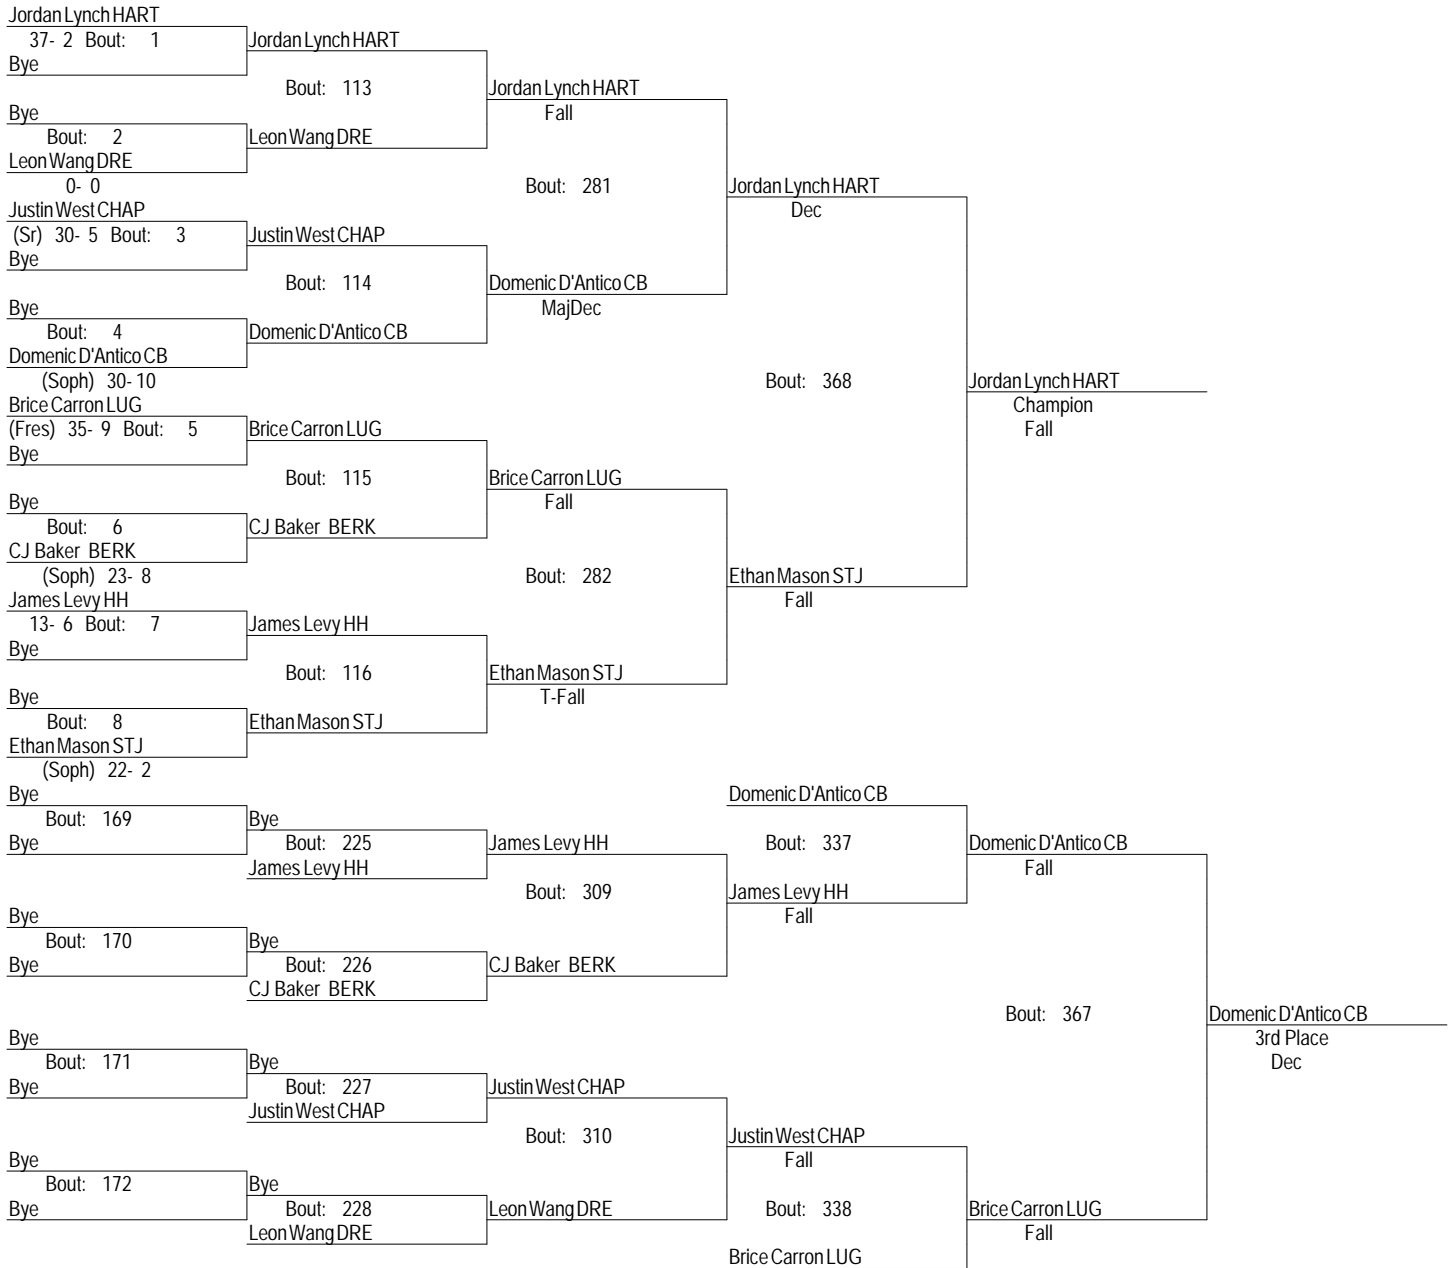 Jordan Lynch HART
37- 2 Bout: 1
Jordan Lynch HART
Bye
Bout: 113
Jordan Lynch HART
Bye
Fall
Bout: 2
Leon Wang DRE
Leon Wang DRE
0- 0
Bout: 281
Jordan Lynch HART
Justin West CHAP
Dec
(Sr) 30- 5 Bout: 3
Justin West CHAP
Bye
Bout: 114
Domenic D'Antico CB
Bye
MajDec
Bout: 4
Domenic D'Antico CB
Domenic D'Antico CB
(Soph) 30- 10
Bout: 368
Jordan Lynch HART
Brice Carron LUG
Champion
(Fres) 35- 9 Bout: 5
Brice Carron LUG
Fall
Bye
Bout: 115
Brice Carron LUG
Bye
Fall
Bout: 6
CJ Baker BERK
CJ Baker BERK
(Soph) 23- 8
Bout: 282
Ethan Mason STJ
James Levy HH
Fall
13- 6 Bout: 7
James Levy HH
Bye
Bout: 116
Ethan Mason STJ
Bye
T-Fall
Bout: 8
Ethan Mason STJ
Ethan Mason STJ
(Soph) 22- 2
Bye
Domenic D'Antico CB
Bout: 169
Bye
Bye
Bout: 225
James Levy HH
Bout: 337
Domenic D'Antico CB
James Levy HH
Fall
Bout: 309
James Levy HH
Bye
Fall
Bout: 170
Bye
Bye
Bout: 226
CJ Baker BERK
CJ Baker BERK
Bout: 367
Domenic D'Antico CB
Bye
3rd Place
Bout: 171
Bye
Dec
Bye
Bout: 227
Justin West CHAP
Justin West CHAP
Bout: 310
Justin West CHAP
Bye
Fall
Bout: 172
Bye
Bye
Bout: 228
Leon Wang DRE
Bout: 338
Brice Carron LUG
Leon Wang DRE
Fall
Brice Carron LUG